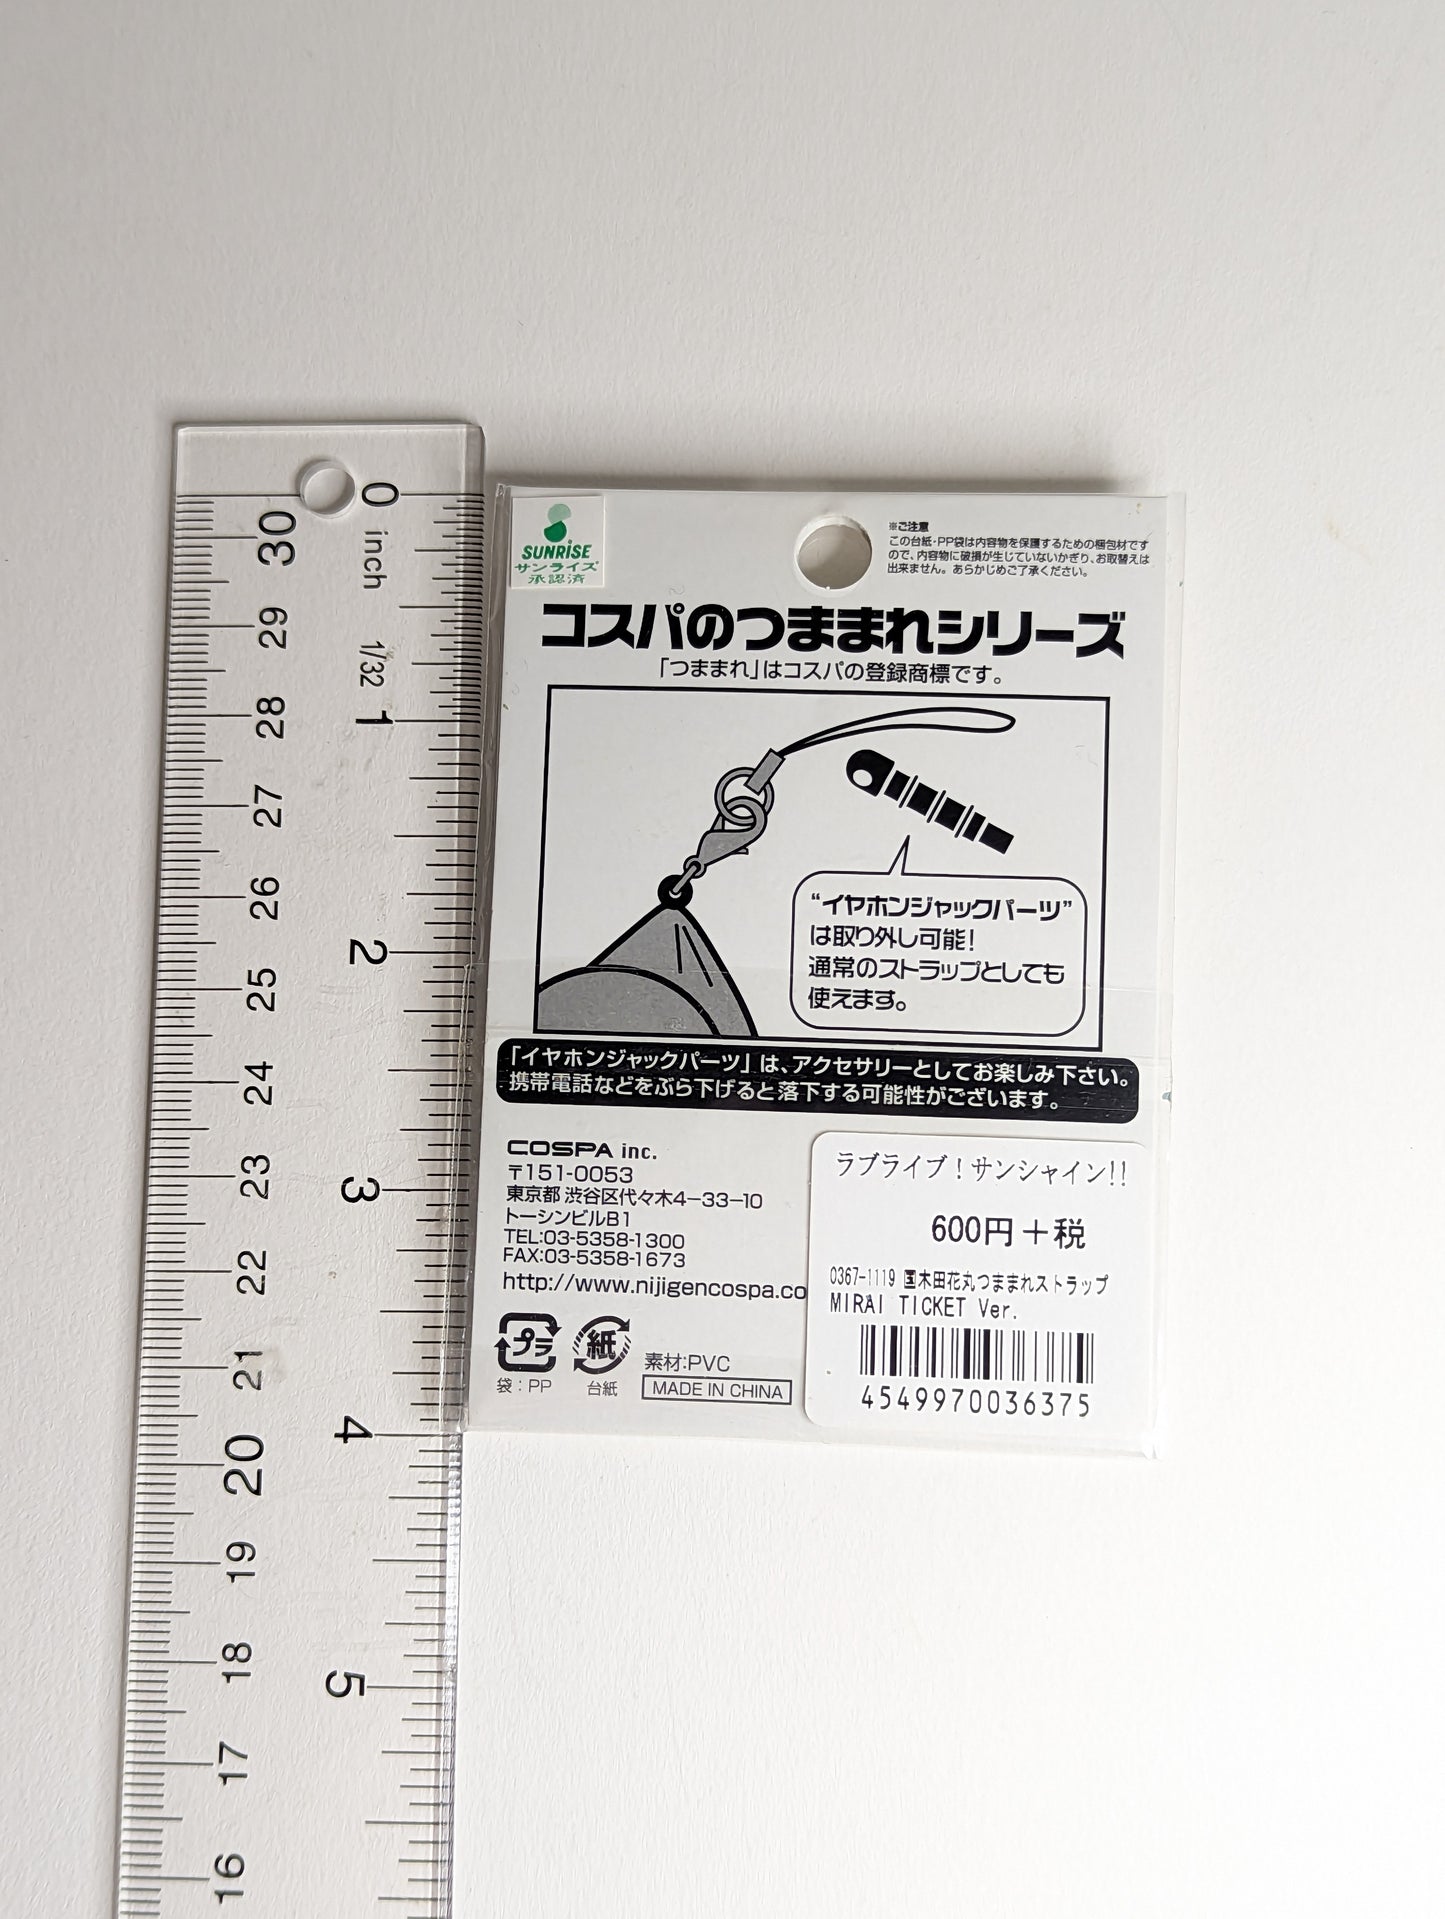 0
inch
1/32
1
2
3
4
5
30
29
28
27
26
25
24
23
22
21
20
19
18
17
16
SUNRiSE
サンライズ
承認済
※ご注意
この台紙・PP袋は内容物を保護するための梱包材です
ので、内容物に破損が生じていないかぎり、お取替えは
出来ません。あらかじめご了承ください。
コスパのつままれシリーズ
「つままれ」はコスパの登録商標です。
“イヤホンジャックパーツ”
は取り外し可能!
通常のストラップとしても
使えます。
「イヤホンジャックパーツ」は、アクセサリーとしてお楽しみ下さい。
携帯電話などをぶら下げると落下する可能性がございます。
COSPA inc.
〒151-0053
東京都 渋谷区代々木4-33-10
トーシンビルB1
TEL:03-5358-1300
FAX:03-5358-1673
http://www.nijigencospa.co
プラ
袋:PP
紙
台紙
素材:PVC
MADE IN CHINA
ラブライブ!サンシャイン!!
600円+税
0367-1119 国木田花丸つままれストラップ
MIRAI TICKET Ver.
4549970036375